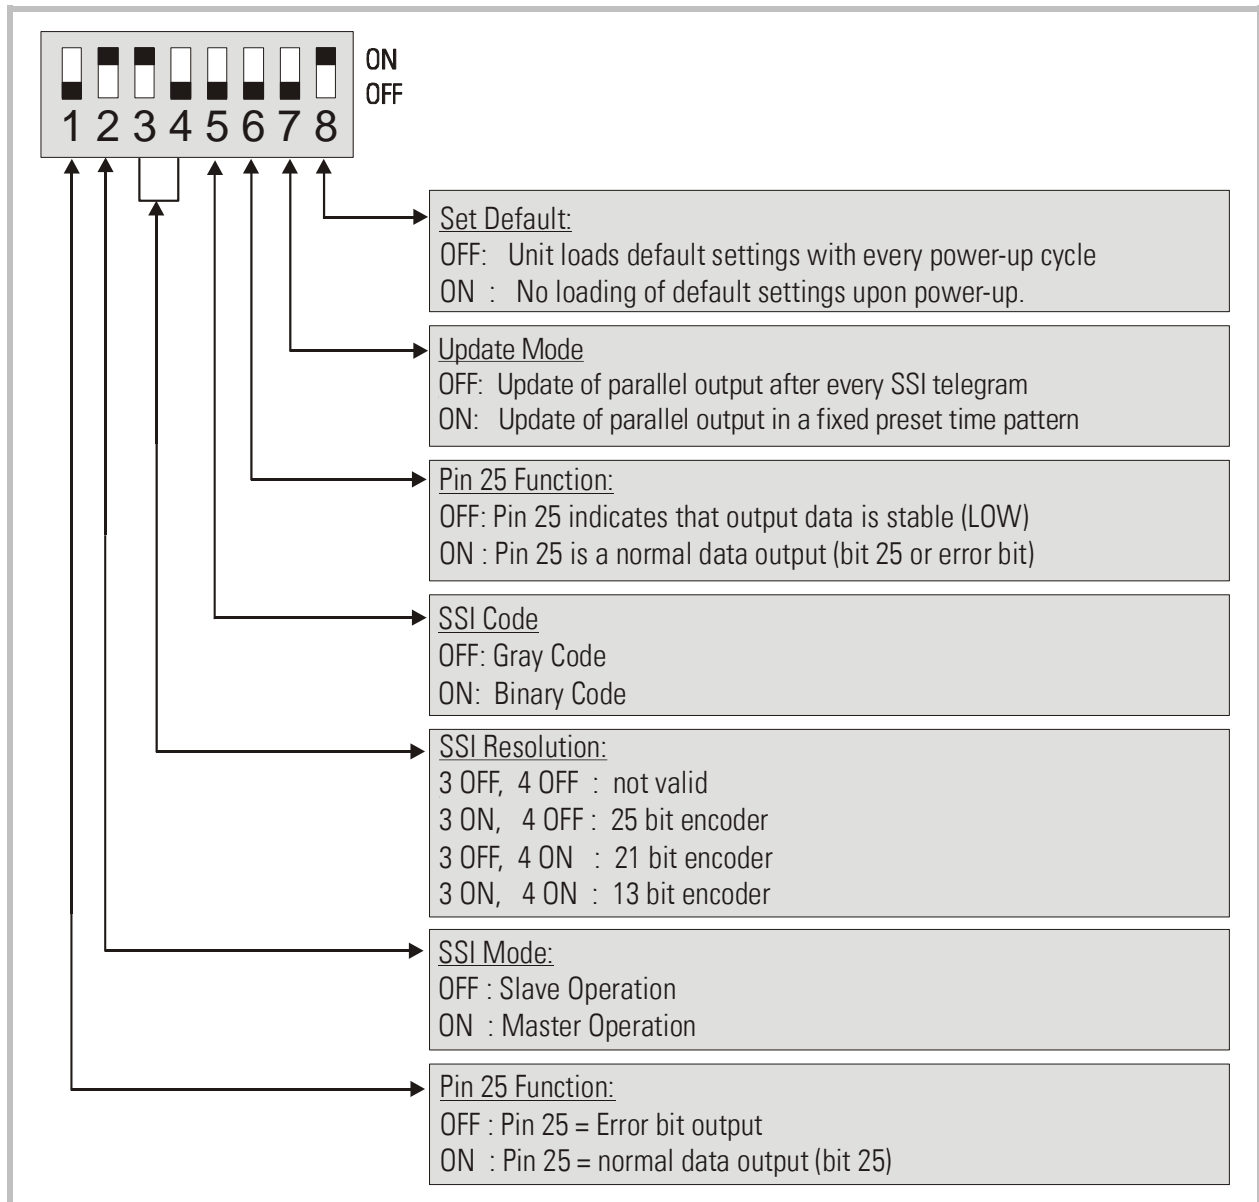 ON
OFF
1 2 3 4 5 6 7 8
Set Default:
OFF: Unit loads default settings with every power-up cycle
ON : No loading of default settings upon power-up.
Update Mode
OFF: Update of parallel output after every SSI telegram
ON: Update of parallel output in a fixed preset time pattern
Pin 25 Function:
OFF: Pin 25 indicates that output data is stable (LOW)
ON : Pin 25 is a normal data output (bit 25 or error bit)
SSI Code
OFF: Gray Code
ON: Binary Code
SSI Resolution:
3 OFF, 4 OFF : not valid
3 ON, 4 OFF : 25 bit encoder
3 OFF, 4 ON : 21 bit encoder
3 ON, 4 ON : 13 bit encoder
SSI Mode:
OFF : Slave Operation
ON : Master Operation
Pin 25 Function:
OFF : Pin 25 = Error bit output
ON : Pin 25 = normal data output (bit 25)